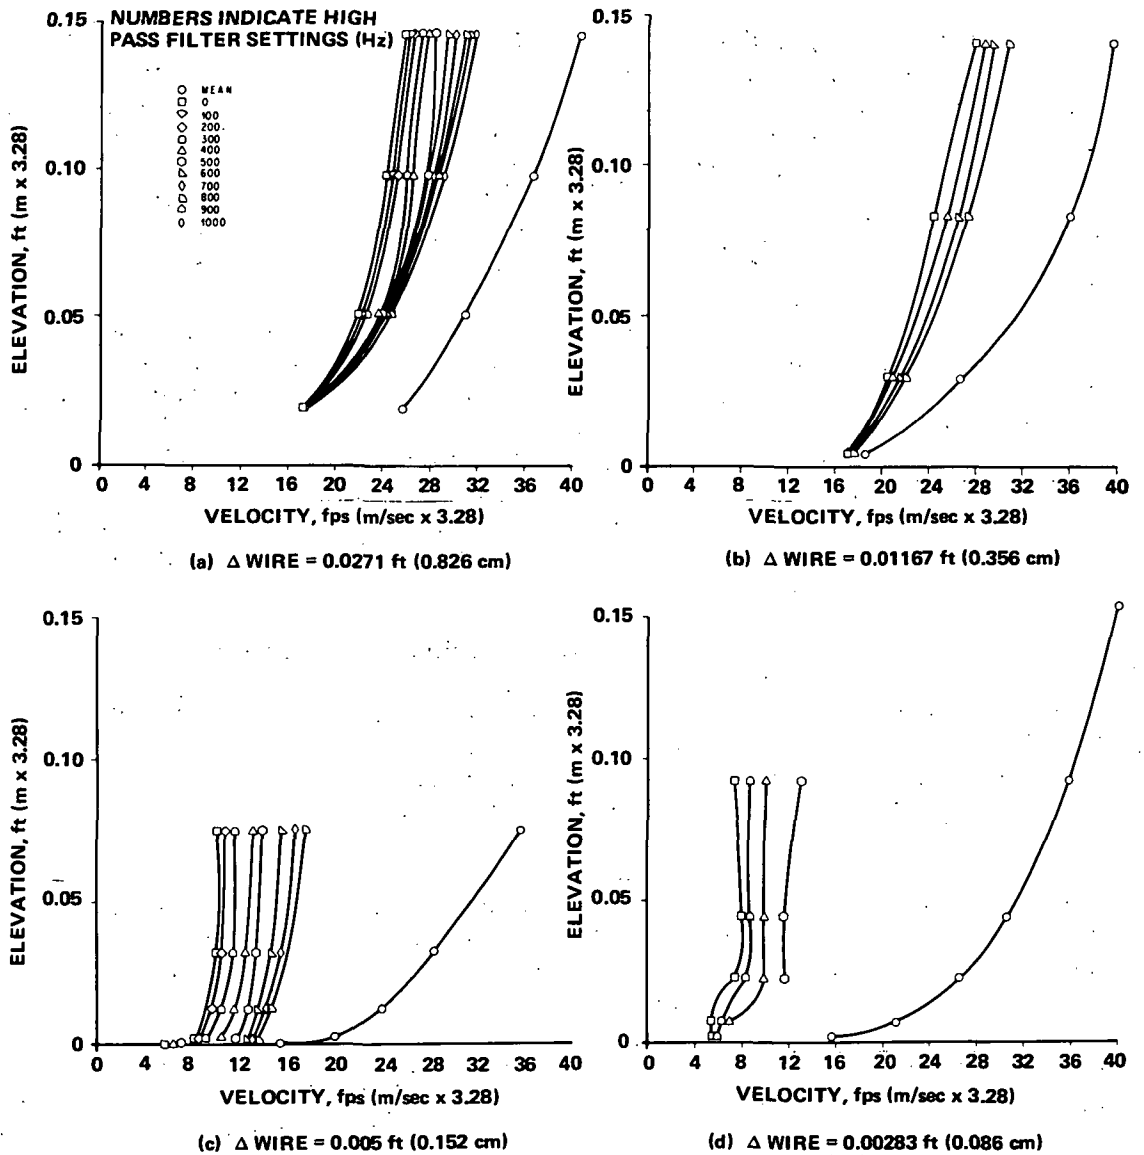 NUMBERS INDICATE HIGH
PASS FILTER SETTINGS (Hz)
MEAN
0
100
200
300
400
500
600
700
800
900
1000
ELEVATION, ft (m x 3.28)
0.15
0.10
0.05
0
0 4 8 12 16 20 24 28 32 36 40
VELOCITY, fps (m/sec x 3.28)
(a) Δ WIRE = 0.0271 ft (0.826 cm)
ELEVATION, ft (m x 3.28)
0.15
0.10
0.05
0
0 4 8 12 16 20 24 28 32 36 40
VELOCITY, fps (m/sec x 3.28)
(b) Δ WIRE = 0.01167 ft (0.356 cm)
ELEVATION, ft (m x 3.28)
0.15
0.10
0.05
0
0 4 8 12 16 20 24 28 32 36 40
VELOCITY, fps (m/sec x 3.28)
(c) Δ WIRE = 0.005 ft (0.152 cm)
ELEVATION, ft (m x 3.28)
0.15
0.10
0.05
0
0 4 8 12 16 20 24 28 32 36 40
VELOCITY, fps (m/sec x 3.28)
(d) Δ WIRE = 0.00283 ft (0.086 cm)